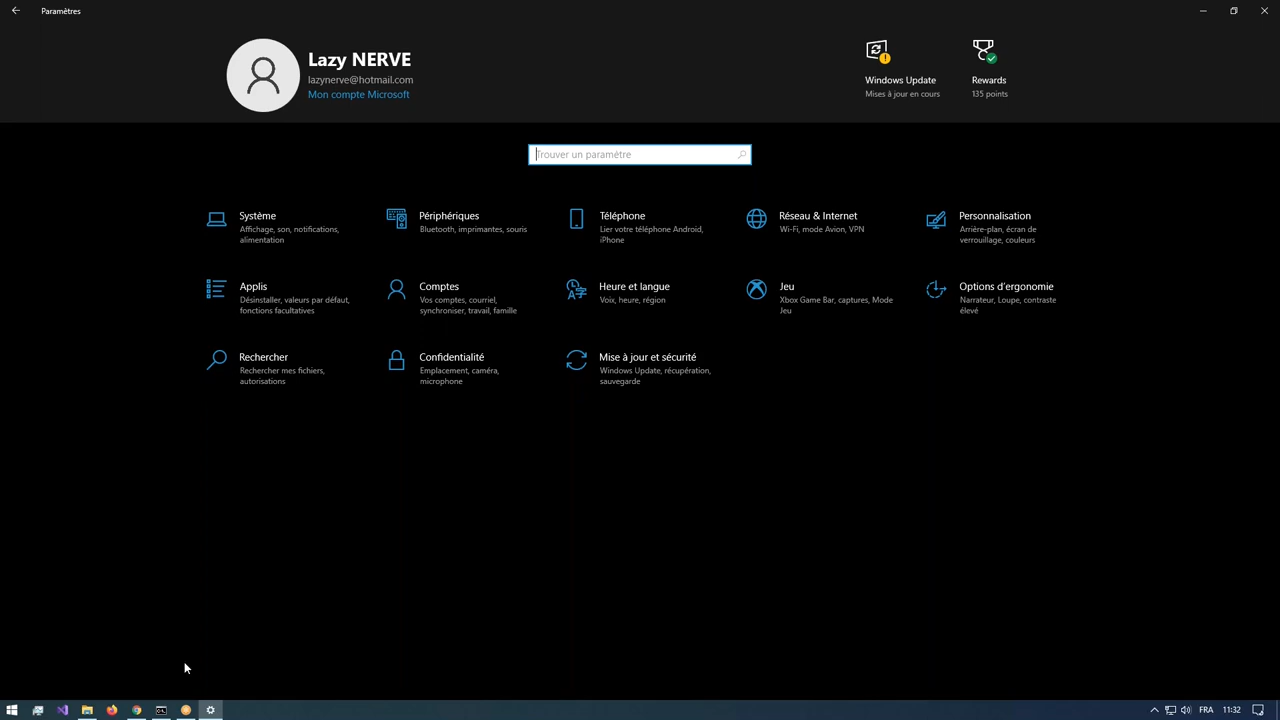 Paramètres
Lazy NERVE
lazynerve@hotmail.com
Mon compte Microsoft
Windows Update
Mises à jour en cours
Rewards
135 points
Trouver un paramètre
Système
Affichage, son, notifications,
alimentation
Périphériques
Bluetooth, imprimantes, souris
Téléphone
Lier votre téléphone Android,
iPhone
Réseau & Internet
Wi-Fi, mode Avion, VPN
Personnalisation
Arrière-plan, écran de
verrouillage, couleurs
Applis
Désinstaller, valeurs par défaut,
fonctions facultatives
Comptes
Vos comptes, courriel,
synchroniser, travail, famille
Heure et langue
Voix, heure, région
Jeu
Xbox Game Bar, captures, Mode
Jeu
Options d'ergonomie
Narrateur, Loupe, contraste
élevé
Rechercher
Rechercher mes fichiers,
autorisations
Confidentialité
Emplacement, caméra,
microphone
Mise à jour et sécurité
Windows Update, récupération,
sauvegarde
FRA
11:32